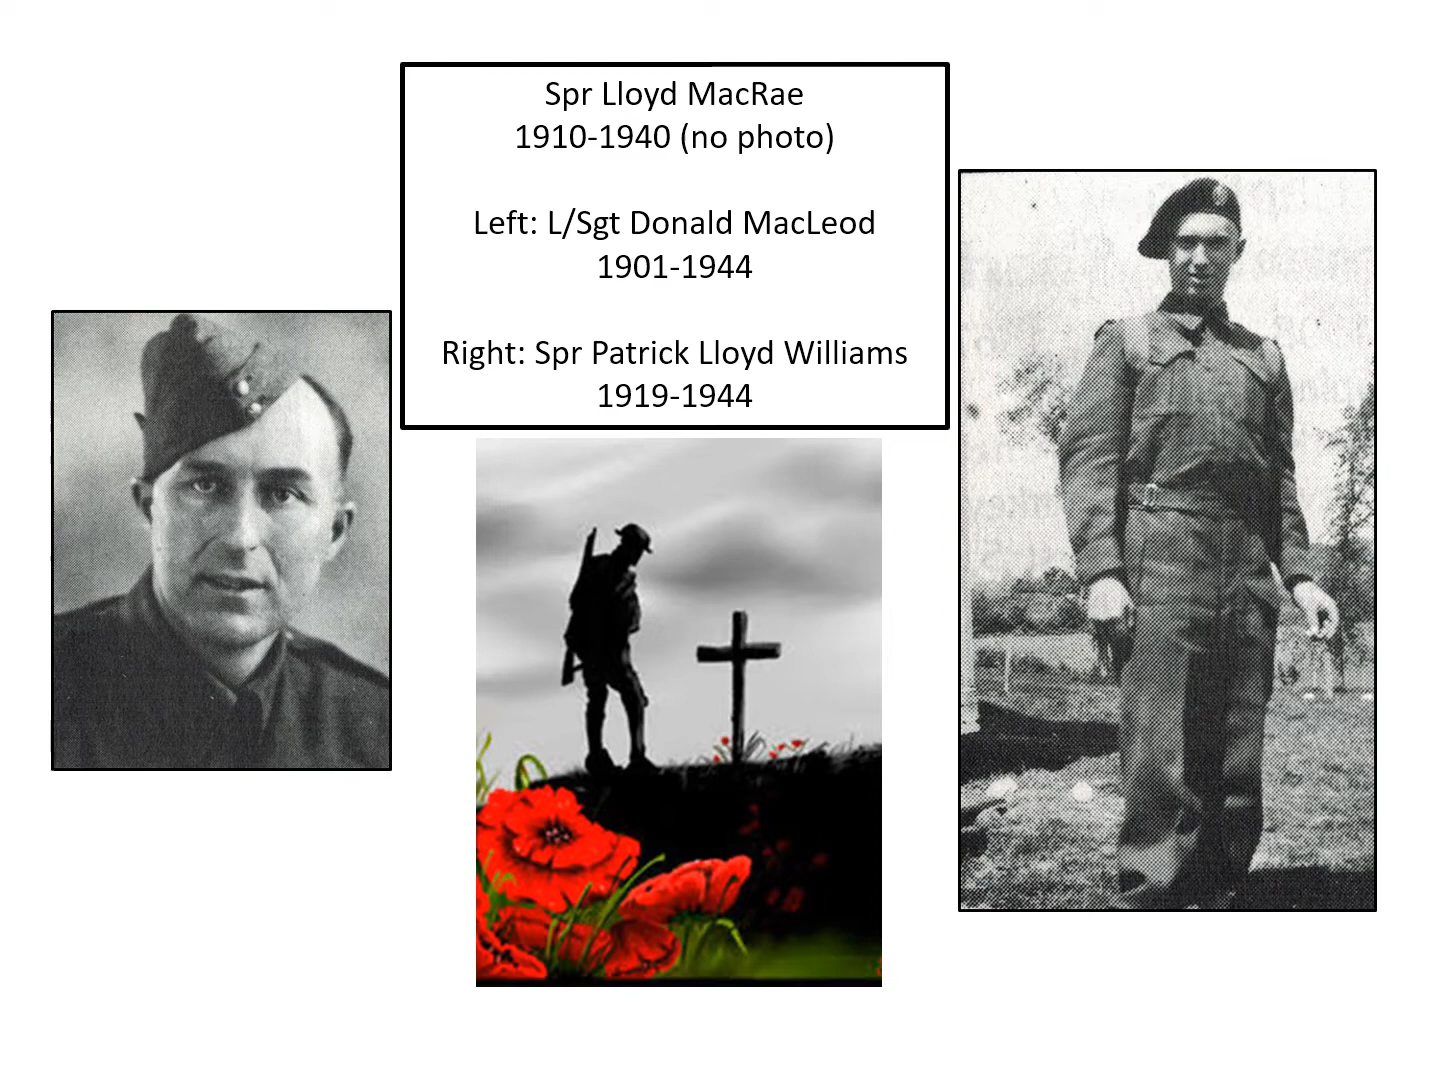 Spr Lloyd MacRae
1910-1940 (no photo)
Left: L/Sgt Donald MacLeod
1901-1944
Right: Spr Patrick Lloyd Williams
1919-1944